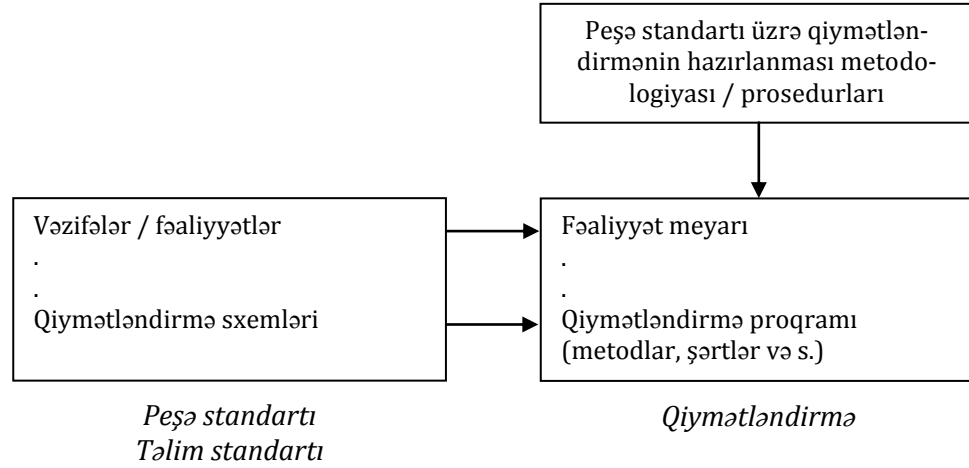 Peşə standartı üzrə qiymətlən-
dirmənin hazırlanması metodo-
logiyası / prosedurları
Vəzifələr / fəaliyyətlər
.
.
Qiymətləndirmə sxemləri
Fəaliyyət meyarı
.
.
Qiymətləndirmə proqramı
(metodlar, şərtlər və s.)
Peşə standartı
Təlim standartı
Qiymətləndirmə